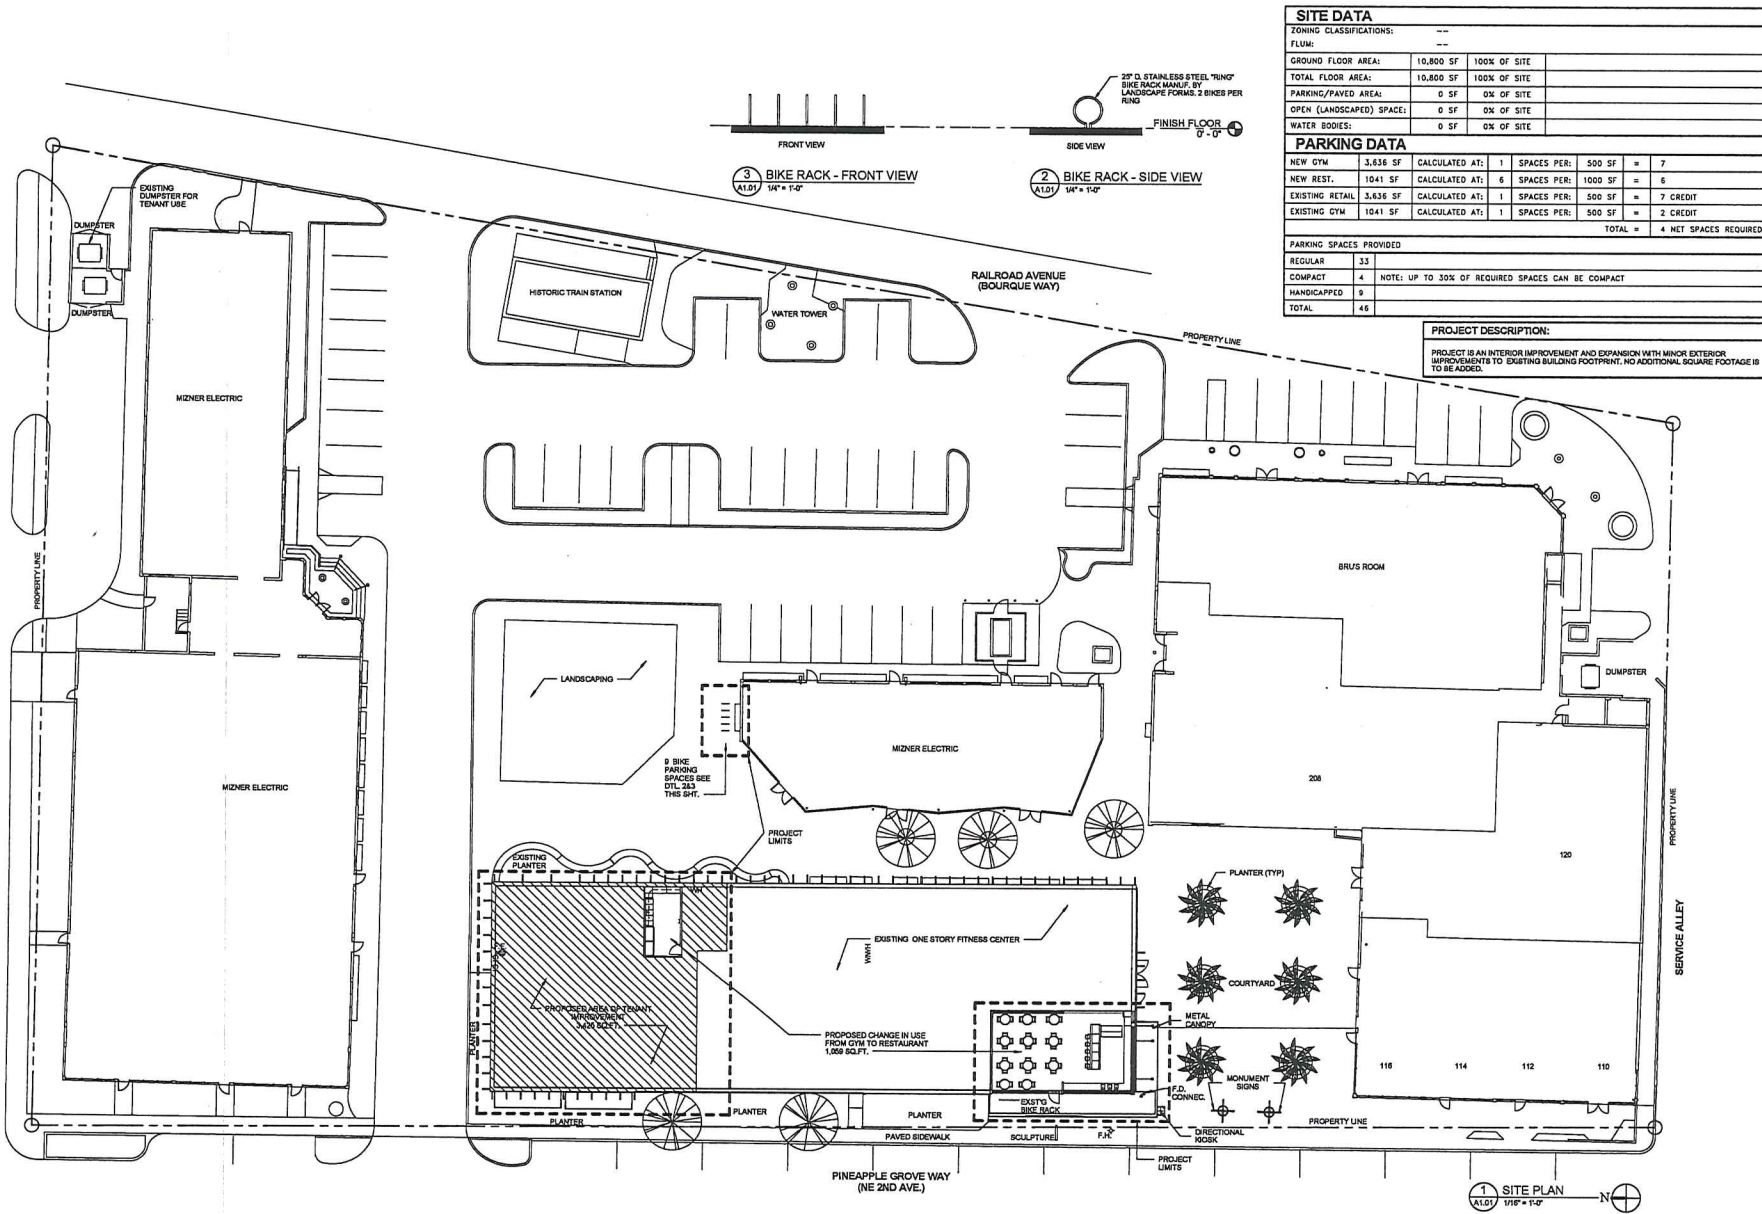 SITE DATA
ZONING CLASSIFICATIONS: --
FLUM: --
GROUND FLOOR AREA: 10,800 SF 100% OF SITE
TOTAL FLOOR AREA: 10,800 SF 100% OF SITE
PARKING/PAVED AREA: 0 SF 0% OF SITE
OPEN (LANDSCAPED) SPACE: 0 SF 0% OF SITE
WATER BODIES: 0 SF 0% OF SITE
PARKING DATA
NEW GYM 3,636 SF CALCULATED AT: 1 SPACES PER: 500 SF = 7
NEW REST. 1041 SF CALCULATED AT: 6 SPACES PER: 1000 SF = 6
EXISTING RETAIL 3,636 SF CALCULATED AT: 1 SPACES PER: 500 SF = 7 CREDIT
EXISTING GYM 1041 SF CALCULATED AT: 1 SPACES PER: 500 SF = 2 CREDIT
TOTAL = 4 NET SPACES REQUIRED
PARKING SPACES PROVIDED
REGULAR 33
COMPACT 4 NOTE: UP TO 30% OF REQUIRED SPACES CAN BE COMPACT
HANDICAPPED 9
TOTAL 46
PROJECT DESCRIPTION:
PROJECT IS AN INTERIOR IMPROVEMENT AND EXPANSION WITH MINOR EXTERIOR
IMPROVEMENTS TO EXISTING BUILDING FOOTPRINT. NO ADDITIONAL SQUARE FOOTAGE IS
TO BE ADDED.
25" D. STAINLESS STEEL "RING"
BIKE RACK MANUF. BY
LANDSCAPE FORMS. 2 BIKES PER
RING
FINISH FLOOR
0' - 0"
FRONT VIEW
SIDE VIEW
3 BIKE RACK - FRONT VIEW
A1.01 1/4" = 1'-0"
2 BIKE RACK - SIDE VIEW
A1.01 1/4" = 1'-0"
EXISTING
DUMPSTER FOR
TENANT USE
DUMPSTER
DUMPSTER
HISTORIC TRAIN STATION
WATER TOWER
RAILROAD AVENUE
(BOURQUE WAY)
PROPERTY LINE
MIZNER ELECTRIC
PROPERTY LINE
BRU'S ROOM
LANDSCAPING
DUMPSTER
MIZNER ELECTRIC
9 BIKE
PARKING
SPACES SEE
DTL. 2&3
THIS SHT.
208
MIZNER ELECTRIC
PROPERTY LINE
PROJECT
LIMITS
EXISTING
PLANTER
120
PLANTER (TYP)
WH
EXISTING ONE STORY FITNESS CENTER
SERVICE ALLEY
COURTYARD
PROPOSED AREA OF TENANT
IMPROVEMENT
PLANTER
METAL
CANOPY
PROPOSED CHANGE IN USE
FROM GYM TO RESTAURANT
1,059 SQ.FT.
116 114 112 110
MONUMENT
SIGNS
F.D.
CONNEC.
EXST'G
BIKE RACK
PLANTER
PLANTER
PLANTER
PROPERTY LINE
PAVED SIDEWALK
SCULPTURE
F.H.
DIRECTIONAL
KIOSK
PROJECT
LIMITS
PINEAPPLE GROVE WAY
(NE 2ND AVE.)
1 SITE PLAN
A1.01 1/16" = 1'-0"
N